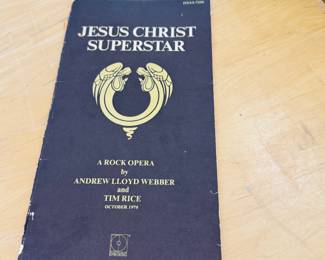 JESUS CHRIST
SUPERSTAR
A ROCK OPERA
by
ANDREW LLOYD WEBBER
and
TIM RICE
OCTOBER 1970